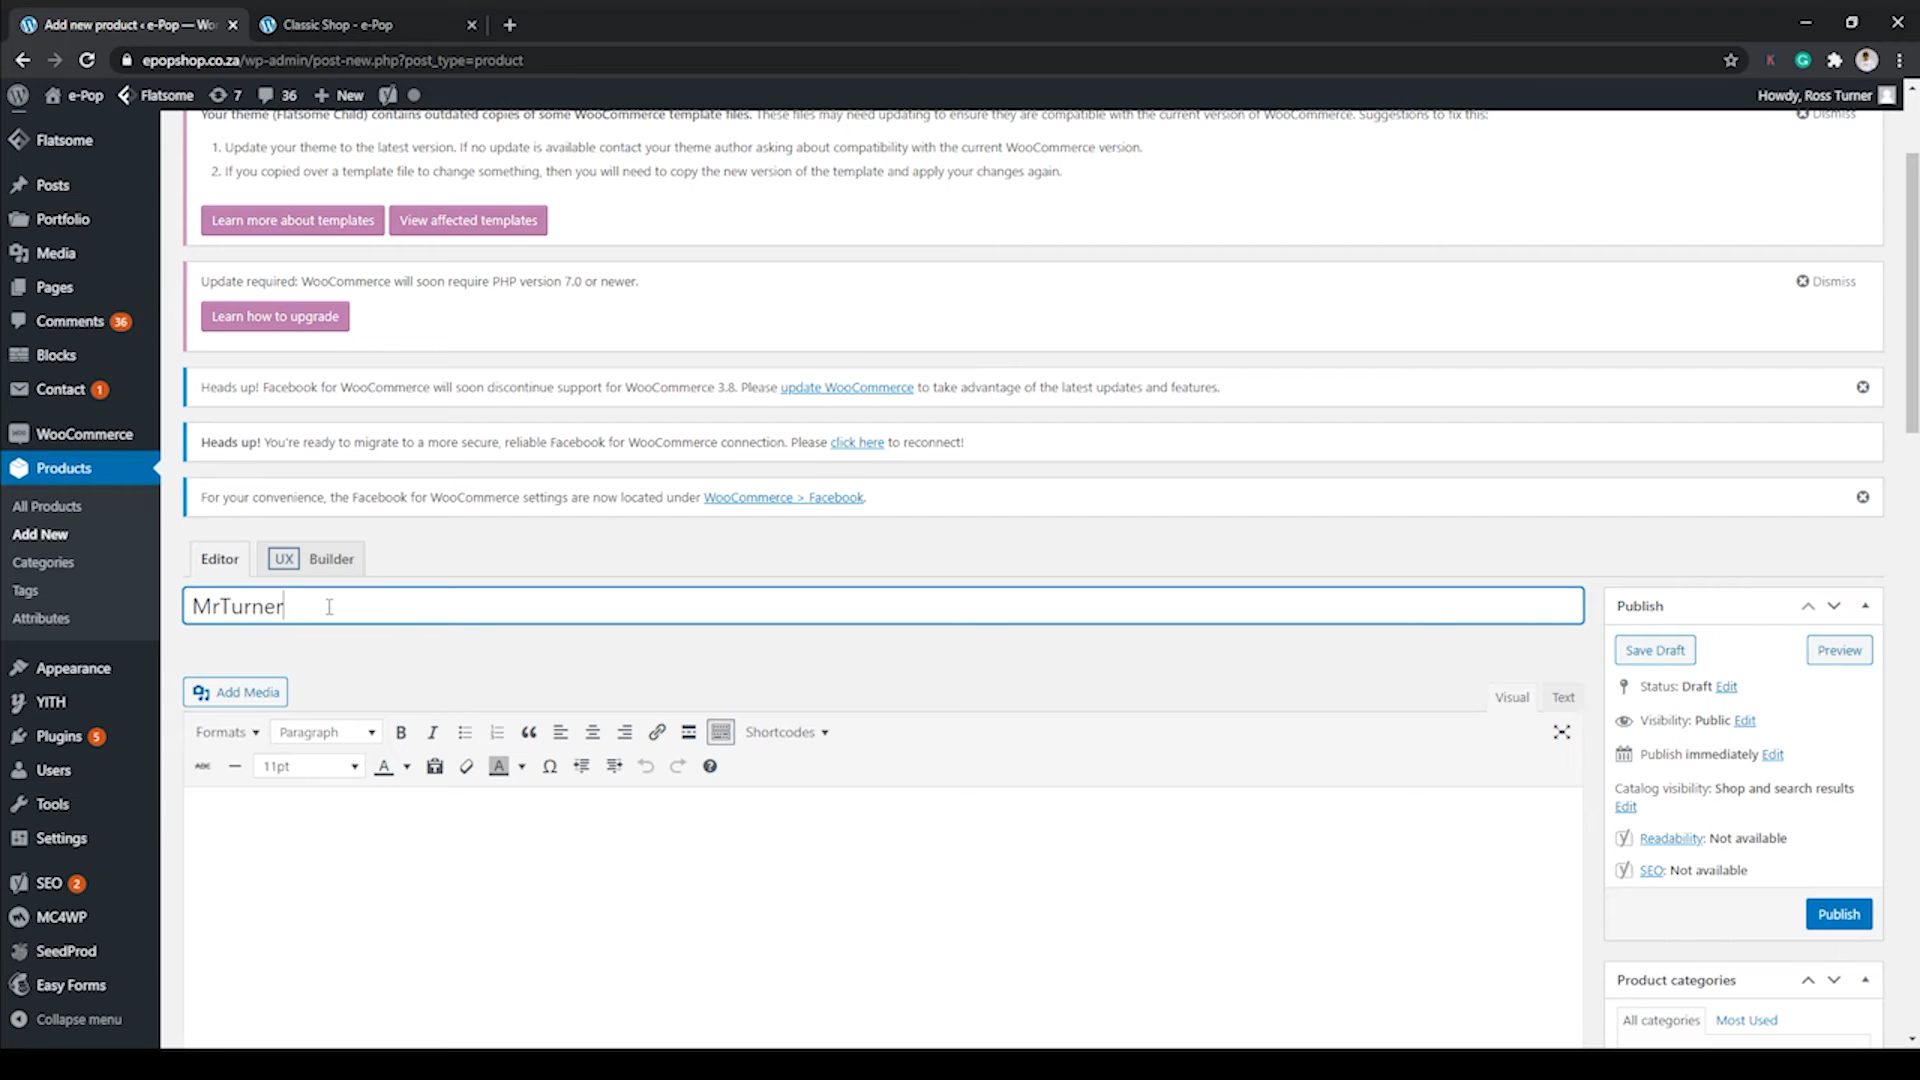 Add new product ‹ e-Pop — Wo
Classic Shop - e-Pop
epopshop.co.za/wp-admin/post-new.php?post_type=product
e-Pop
Flatsome
7
36
New
Howdy, Ross Turner
Your theme (Flatsome Child) contains outdated copies of some WooCommerce template files. These files may need updating to ensure they are compatible with the current version of WooCommerce. Suggestions to fix this:
Dismiss
1. Update your theme to the latest version. If no update is available contact your theme author asking about compatibility with the current WooCommerce version.
2. If you copied over a template file to change something, then you will need to copy the new version of the template and apply your changes again.
Learn more about templates
View affected templates
Update required: WooCommerce will soon require PHP version 7.0 or newer.
Dismiss
Learn how to upgrade
Heads up! Facebook for WooCommerce will soon discontinue support for WooCommerce 3.8. Please update WooCommerce to take advantage of the latest updates and features.
Heads up! You're ready to migrate to a more secure, reliable Facebook for WooCommerce connection. Please click here to reconnect!
For your convenience, the Facebook for WooCommerce settings are now located under WooCommerce > Facebook.
Flatsome
Posts
Portfolio
Media
Pages
Comments 36
Blocks
Contact 1
WooCommerce
Products
All Products
Add New
Categories
Tags
Attributes
Appearance
YITH
Plugins 5
Users
Tools
Settings
SEO 2
MC4WP
SeedProd
Easy Forms
Collapse menu
Editor
UX Builder
MrTurner
Add Media
Visual
Text
Formats
Paragraph
B
I
Shortcodes
ABC
11pt
A
A
Ω
Publish
Save Draft
Preview
Status: Draft Edit
Visibility: Public Edit
Publish immediately Edit
Catalog visibility: Shop and search results
Edit
Readability: Not available
SEO: Not available
Publish
Product categories
All categories
Most Used